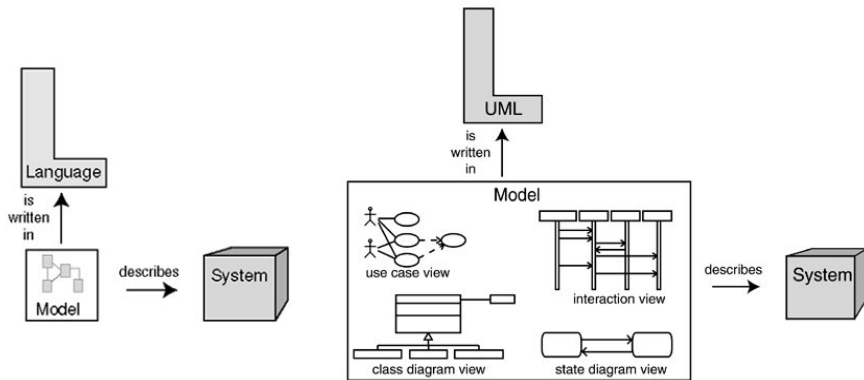 Language
is
written
in
Model
describes
System
UML
is
written
in
Model
use case view
interaction view
class diagram view
state diagram view
describes
System